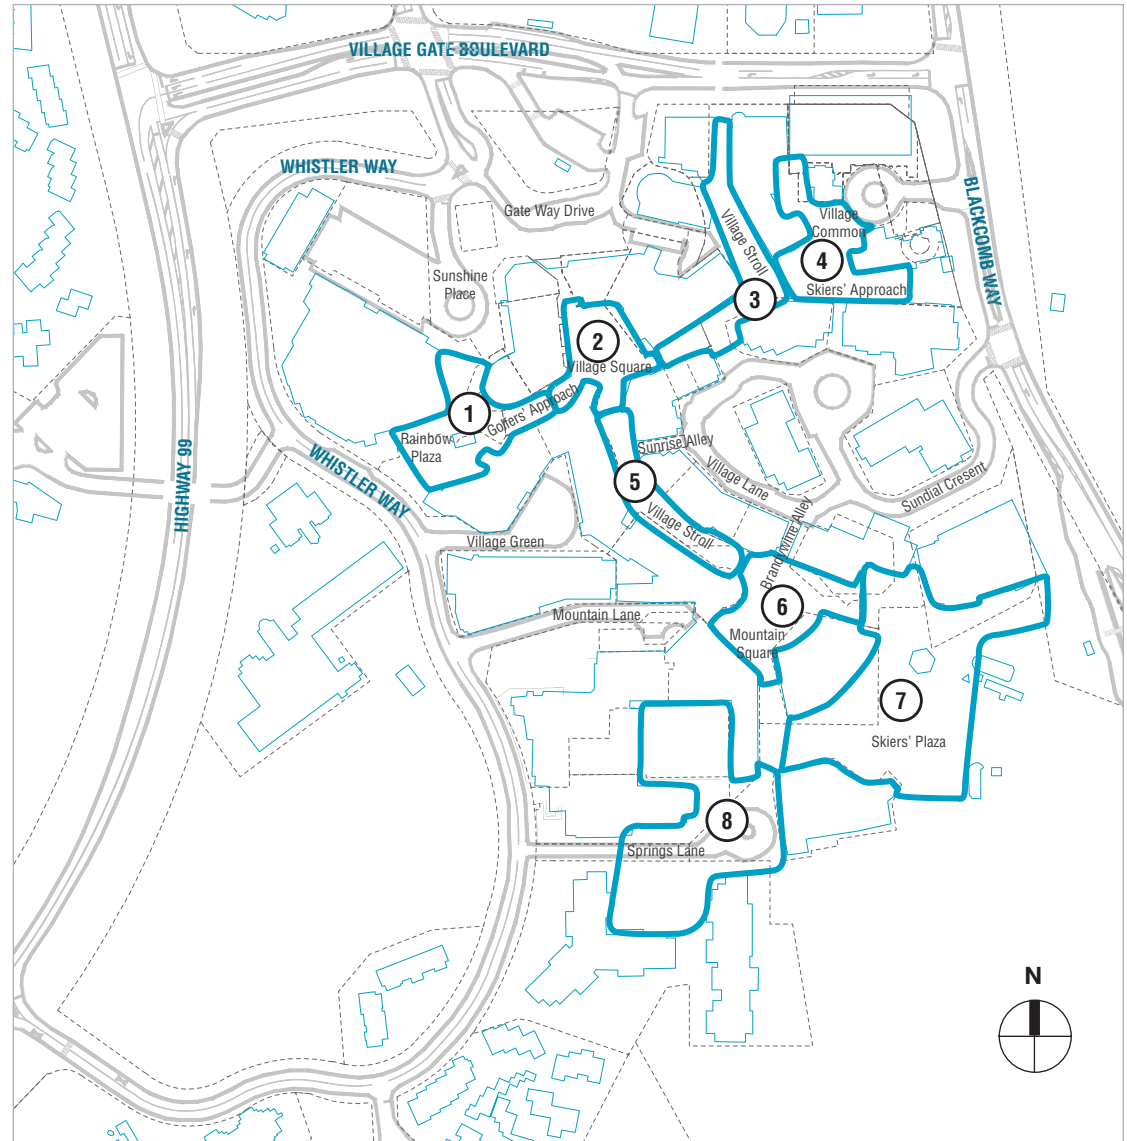 VILLAGE GATE BOULEVARD
WHISTLER WAY
Gate Way Drive
BLACKCOMB WAY
Village
Common
Village Stroll
4
Skiers' Approach
Sunshine
Place
3
2
Village Square
1
Golfers' Approach
Rainbow
Plaza
HIGHWAY 99
WHISTLER WAY
Sunrise Alley
Village Lane
5
Sundial Cresent
Village Stroll
Village Green
Brandywine Alley
6
Mountain Lane
Mountain
Square
7
Skiers' Plaza
8
Springs Lane
N